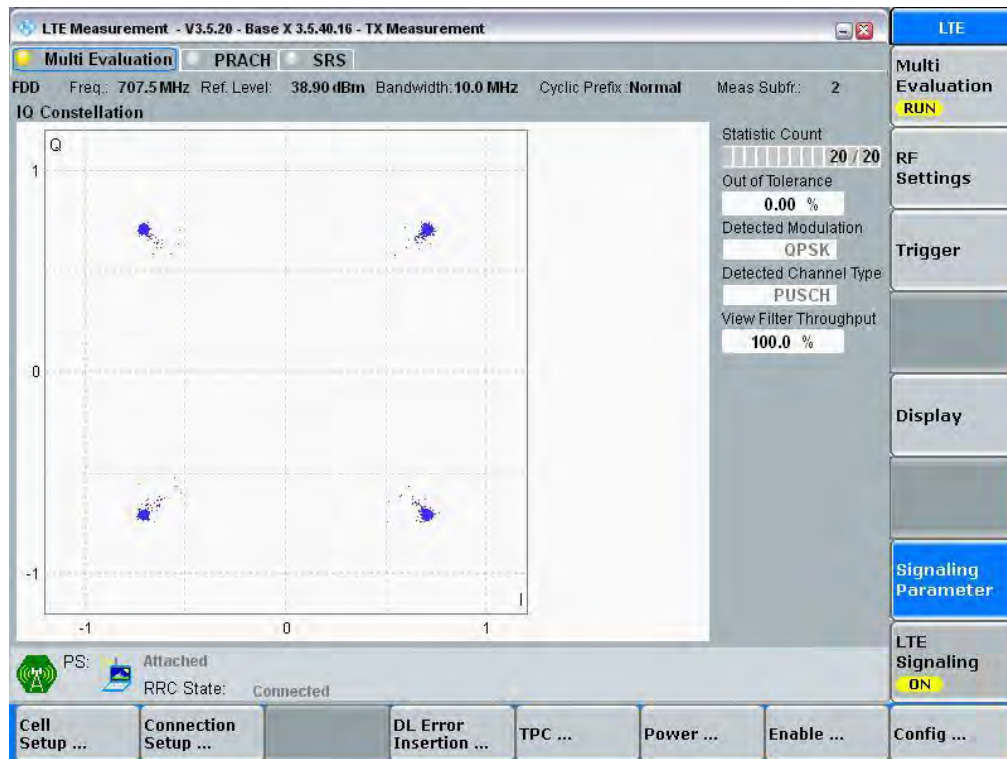 LTE Measurement - V3.5.20 - Base X 3.5.40.16 - TX Measurement
LTE
Multi Evaluation PRACH SRS
FDD Freq.: 707.5 MHz Ref. Level: 38.90 dBm Bandwidth: 10.0 MHz Cyclic Prefix: Normal Meas Subfr.: 2
IQ Constellation
Q
1
0
-1
I
-1 0 1
Statistic Count
20 / 20
Out of Tolerance
0.00 %
Detected Modulation
QPSK
Detected Channel Type
PUSCH
View Filter Throughput
100.0 %
Multi
Evaluation
RUN
RF
Settings
Trigger
Display
Signaling
Parameter
LTE
Signaling
ON
PS: Attached
RRC State: Connected
Cell
Setup ...
Connection
Setup ...
DL Error
Insertion ...
TPC ...
Power ...
Enable ...
Config ...